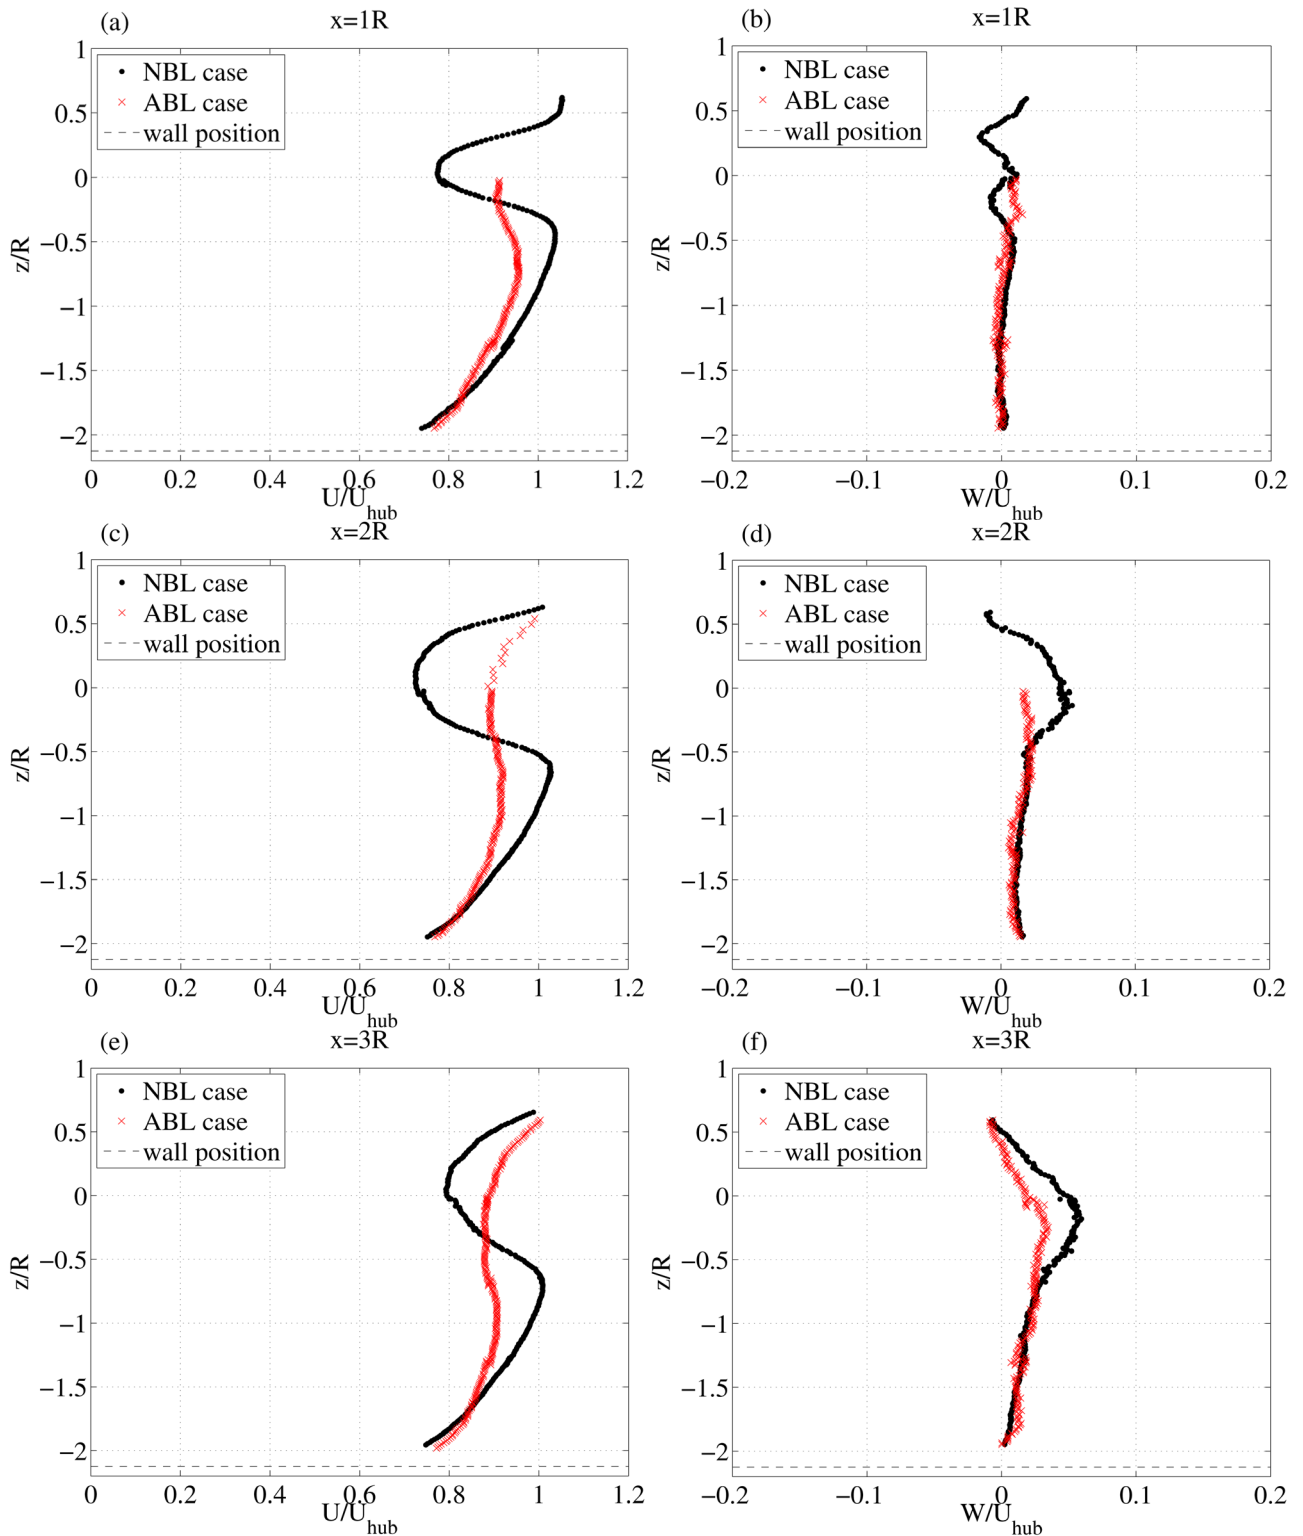 (a) x=1R
NBL case
ABL case
wall position
1
0.5
0
−0.5
−1
−1.5
−2
z/R
0 0.2 0.4 0.6 0.8 1 1.2
U/U_hub
(b) x=1R
NBL case
ABL case
wall position
1
0.5
0
−0.5
−1
−1.5
−2
z/R
−0.2 −0.1 0 0.1 0.2
W/U_hub
(c) x=2R
NBL case
ABL case
wall position
1
0.5
0
−0.5
−1
−1.5
−2
z/R
0 0.2 0.4 0.6 0.8 1 1.2
U/U_hub
(d) x=2R
NBL case
ABL case
wall position
1
0.5
0
−0.5
−1
−1.5
−2
z/R
−0.2 −0.1 0 0.1 0.2
W/U_hub
(e) x=3R
NBL case
ABL case
wall position
1
0.5
0
−0.5
−1
−1.5
−2
z/R
0 0.2 0.4 0.6 0.8 1 1.2
U/U_hub
(f) x=3R
NBL case
ABL case
wall position
1
0.5
0
−0.5
−1
−1.5
−2
z/R
−0.2 −0.1 0 0.1 0.2
W/U_hub